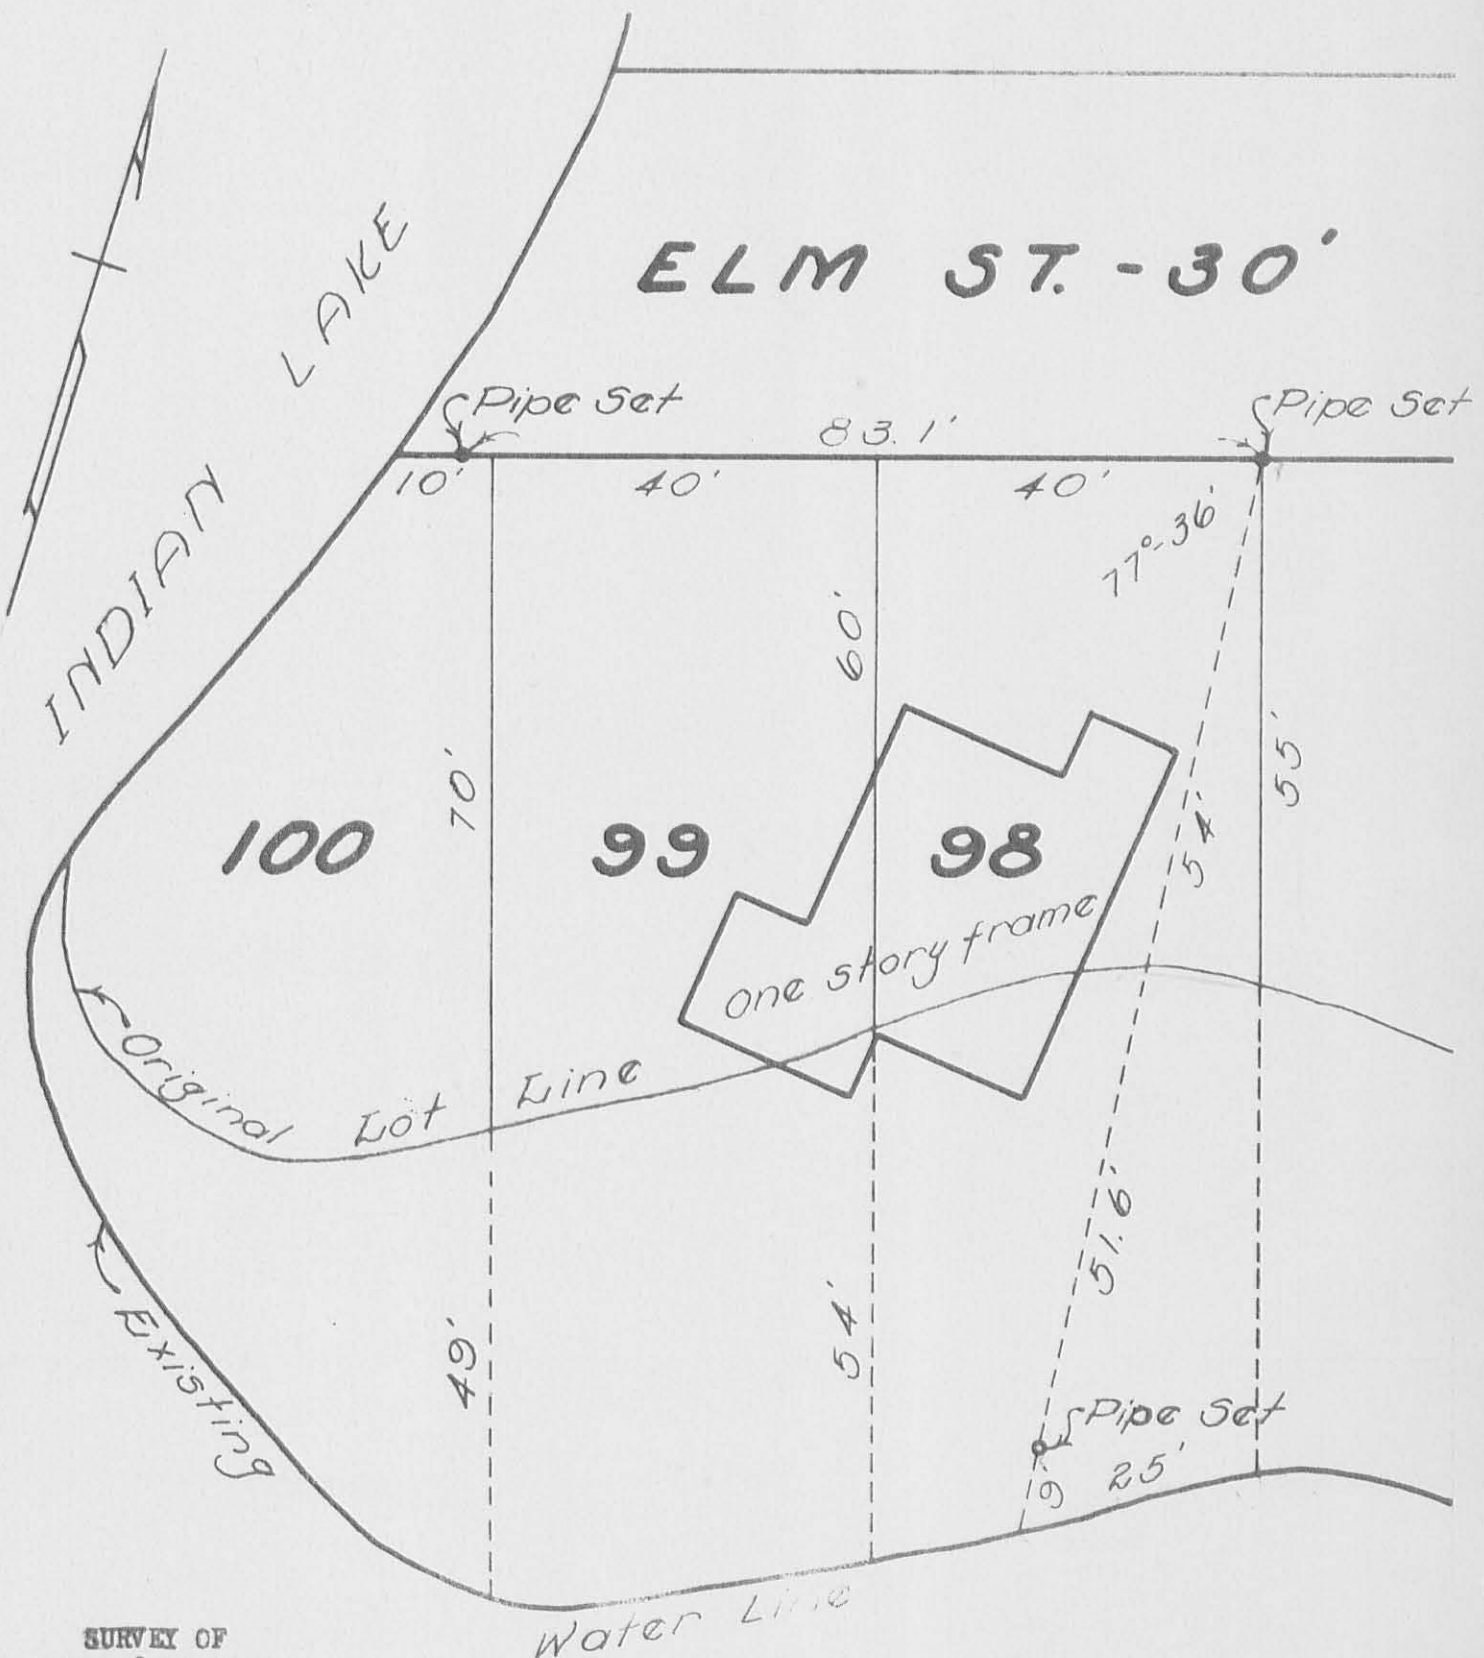 ELM ST. - 30'
INDIAN LAKE
Pipe Set
Pipe Set
83.1'
10'
40'
40'
77°-36'
60'
70'
55'
54'
100
99
98
one story frame
Original Lot Line
51.6'
49'
54'
Existing
Pipe Set
9'
25'
Water Line
SURVEY OF